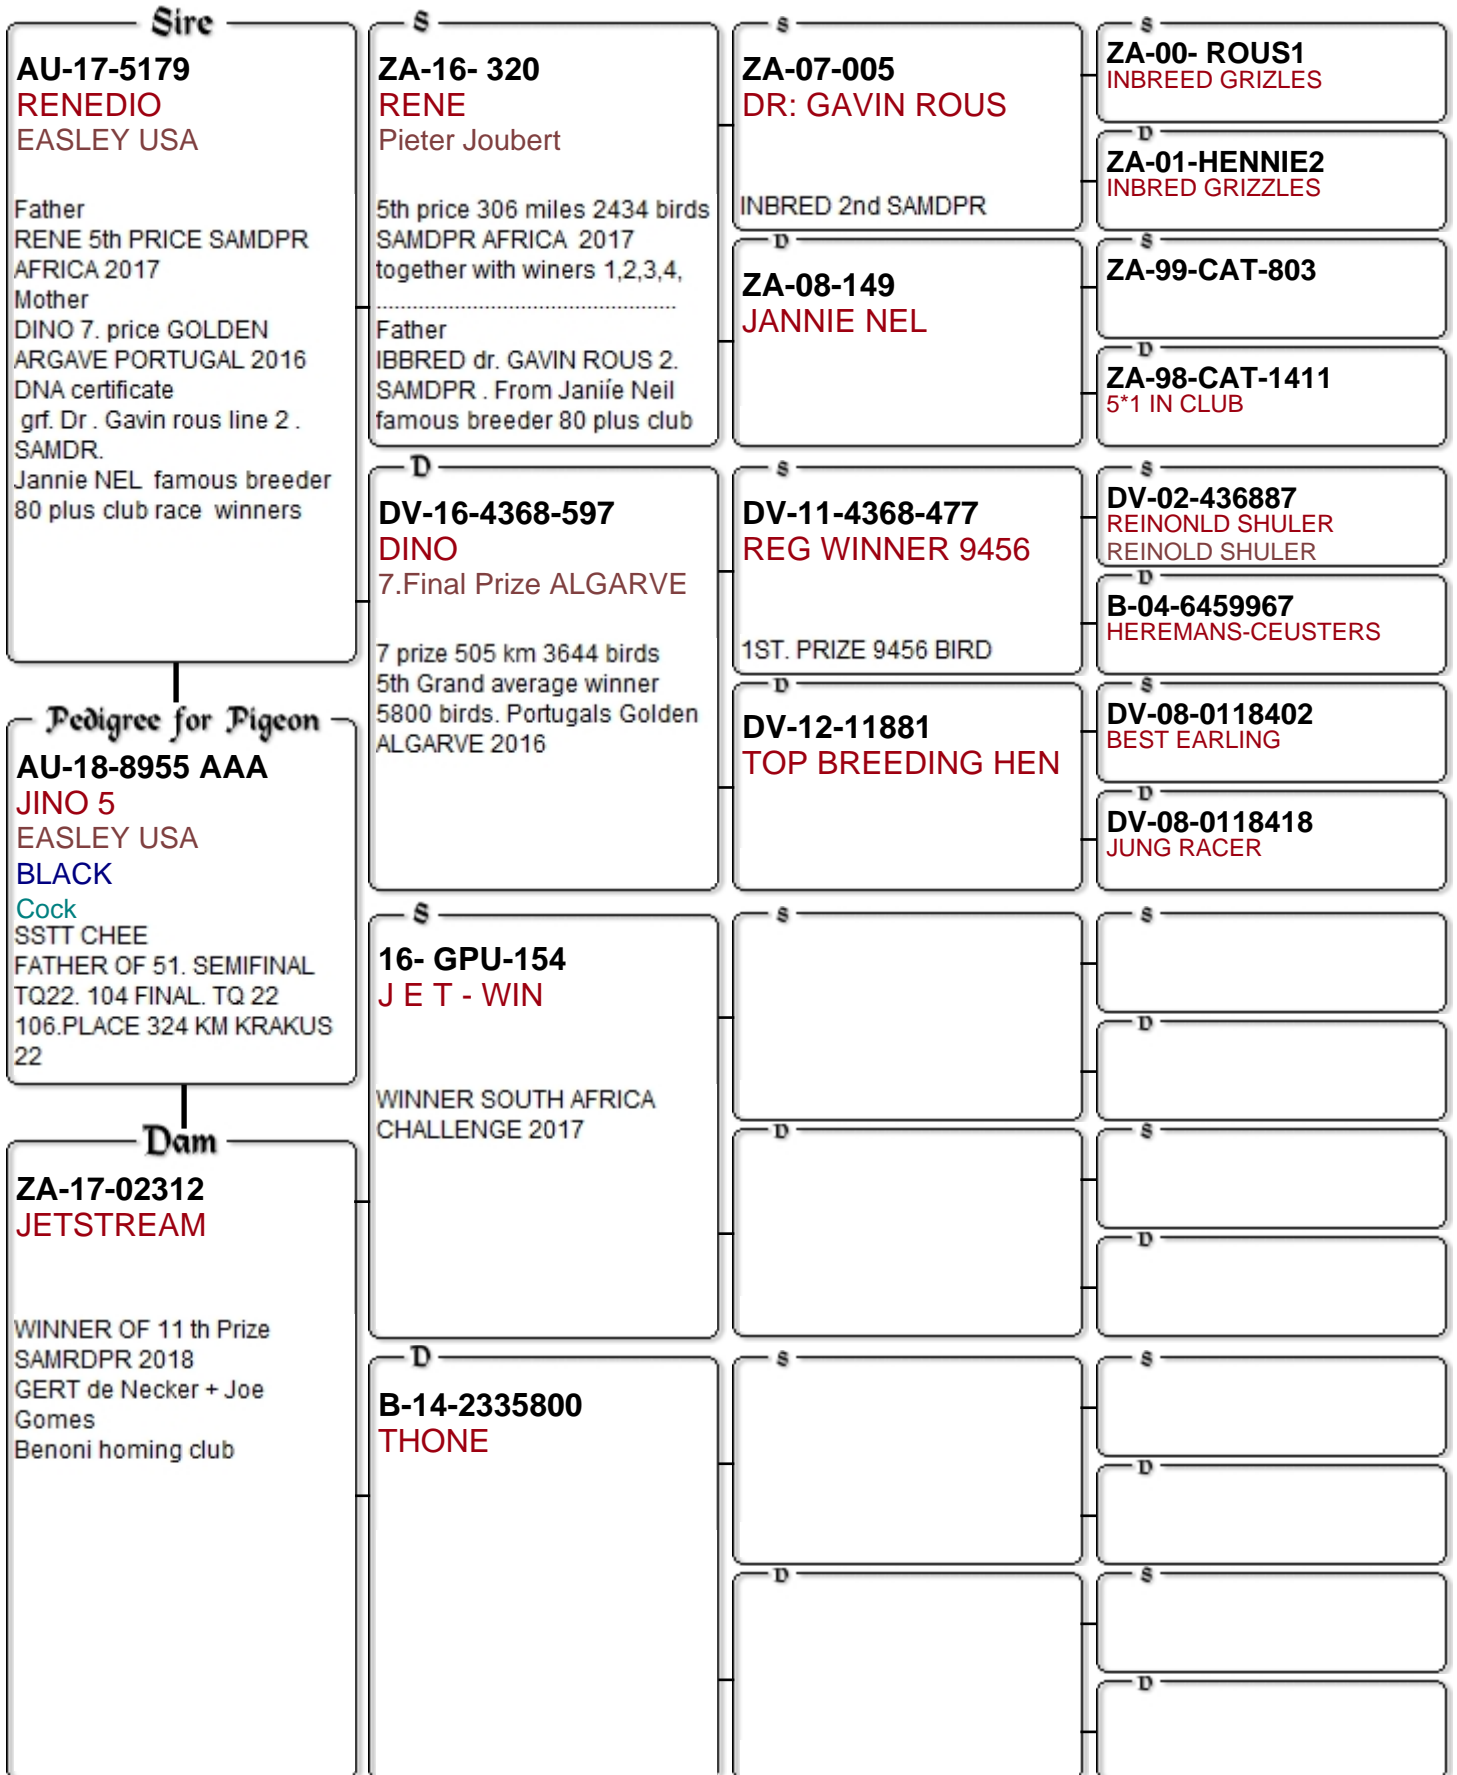 Sire
AU-17-5179
RENEDIO
EASLEY USA
Father
RENE 5th PRICE SAMDPR
AFRICA 2017
Mother
DINO 7. price GOLDEN
ARGAVE PORTUGAL 2016
DNA certificate
grf. Dr . Gavin rous line 2 .
SAMDR.
Jannie NEL famous breeder
80 plus club race winners
Pedigree for Pigeon
AU-18-8955 AAA
JINO 5
EASLEY USA
BLACK
Cock
SSTT CHEE
FATHER OF 51. SEMIFINAL
TQ22. 104 FINAL. TQ 22
106.PLACE 324 KM KRAKUS
22
Dam
ZA-17-02312
JETSTREAM
WINNER OF 11 th Prize
SAMRDPR 2018
GERT de Necker + Joe
Gomes
Benoni homing club
S
ZA-16- 320
RENE
Pieter Joubert
5th price 306 miles 2434 birds
SAMDPR AFRICA 2017
together with winers 1,2,3,4,
..................................................
Father
IBBRED dr. GAVIN ROUS 2.
SAMDPR . From Janiíe Neil
famous breeder 80 plus club
D
DV-16-4368-597
DINO
7.Final Prize ALGARVE
7 prize 505 km 3644 birds
5th Grand average winner
5800 birds. Portugals Golden
ALGARVE 2016
S
16- GPU-154
J E T - WIN
WINNER SOUTH AFRICA
CHALLENGE 2017
D
B-14-2335800
THONE
S
ZA-07-005
DR: GAVIN ROUS
INBRED 2nd SAMDPR
D
ZA-08-149
JANNIE NEL
S
DV-11-4368-477
REG WINNER 9456
1ST. PRIZE 9456 BIRD
D
DV-12-11881
TOP BREEDING HEN
S
D
S
D
S
ZA-00- ROUS1
INBREED GRIZLES
D
ZA-01-HENNIE2
INBRED GRIZZLES
S
ZA-99-CAT-803
D
ZA-98-CAT-1411
5*1 IN CLUB
S
DV-02-436887
REINONLD SHULER
REINOLD SHULER
D
B-04-6459967
HEREMANS-CEUSTERS
S
DV-08-0118402
BEST EARLING
D
DV-08-0118418
JUNG RACER
S
D
S
D
S
D
S
D